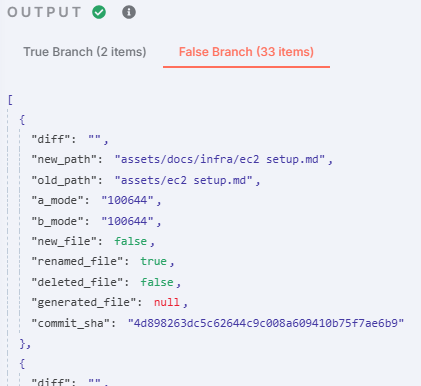 OUTPUT
True Branch (2 items) False Branch (33 items)
[
{
"diff": "",
"new_path": "assets/docs/infra/ec2 setup.md",
"old_path": "assets/ec2 setup.md",
"a_mode": "100644",
"b_mode": "100644",
"new_file": false,
"renamed_file": true,
"deleted_file": false,
"generated_file": null,
"commit_sha": "4d898263dc5c62644c9c008a609410b75f7ae6b9"
},
{
"diff": "",